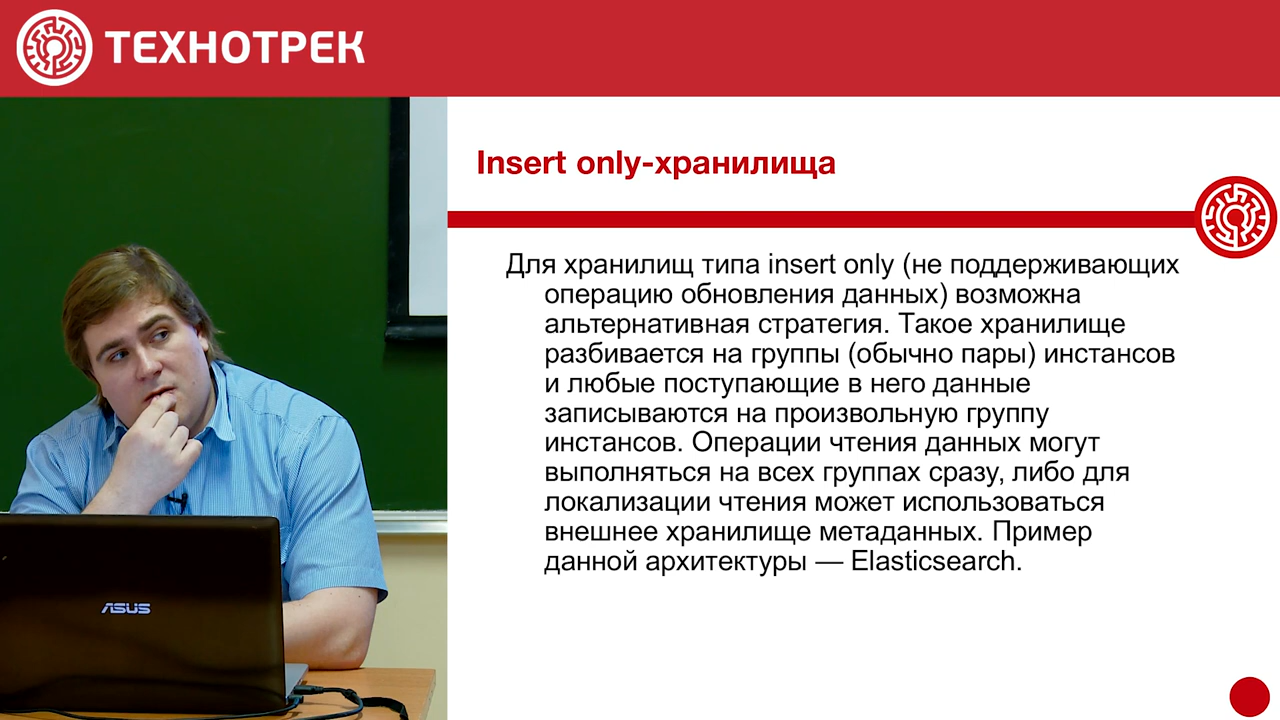 ТЕХНОТРЕК
Insert only-хранилища
Для хранилищ типа insert only (не поддерживающих
операцию обновления данных) возможна
альтернативная стратегия. Такое хранилище
разбивается на группы (обычно пары) инстансов
и любые поступающие в него данные
записываются на произвольную группу
инстансов. Операции чтения данных могут
выполняться на всех группах сразу, либо для
локализации чтения может использоваться
внешнее хранилище метаданных. Пример
данной архитектуры — Elasticsearch.
ASUS